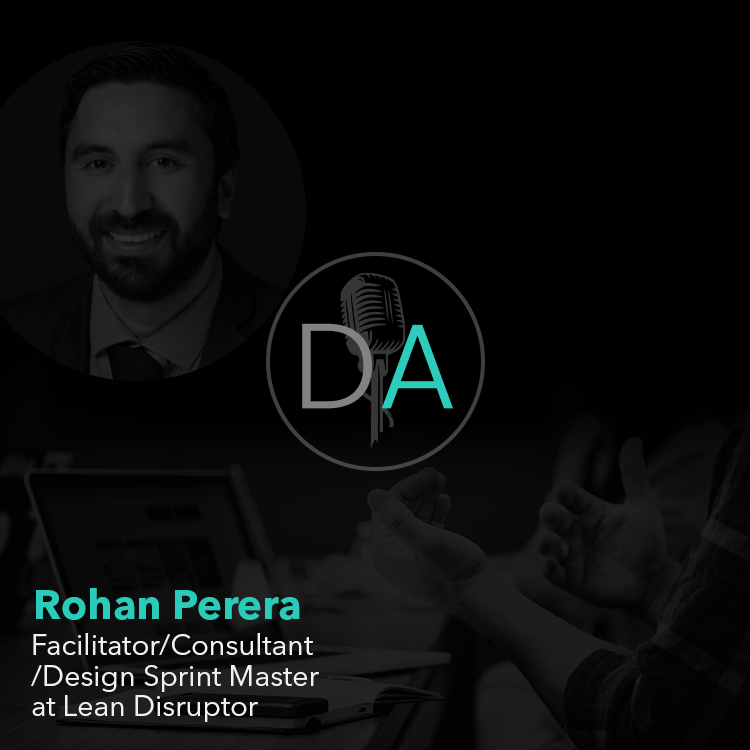 DA
Rohan Perera
Facilitator/Consultant
/Design Sprint Master
at Lean Disruptor